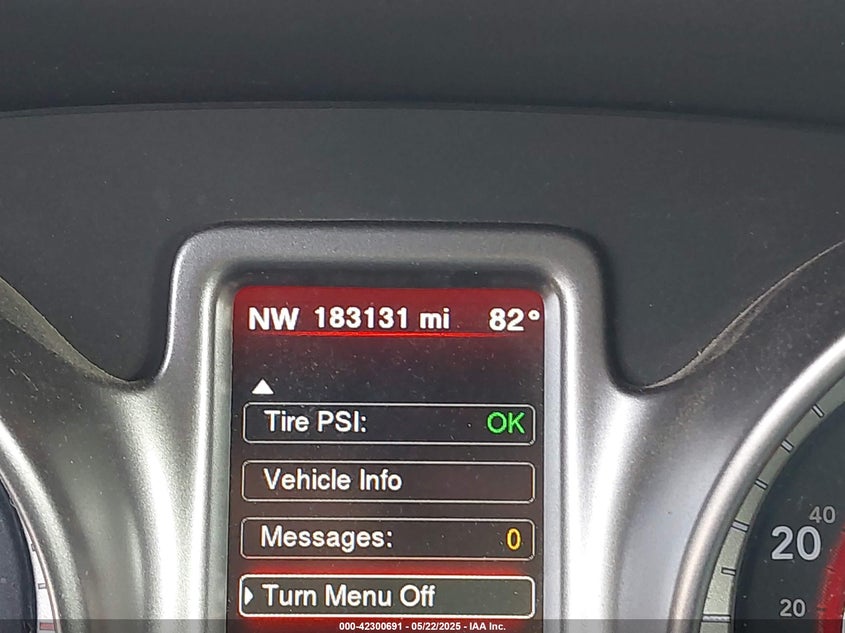 NW 183131 mi 82°
Tire PSI: OK
Vehicle Info
Messages: 0
Turn Menu Off
40
20
20
000-42300691 - 05/22/2025 - IAA Inc.